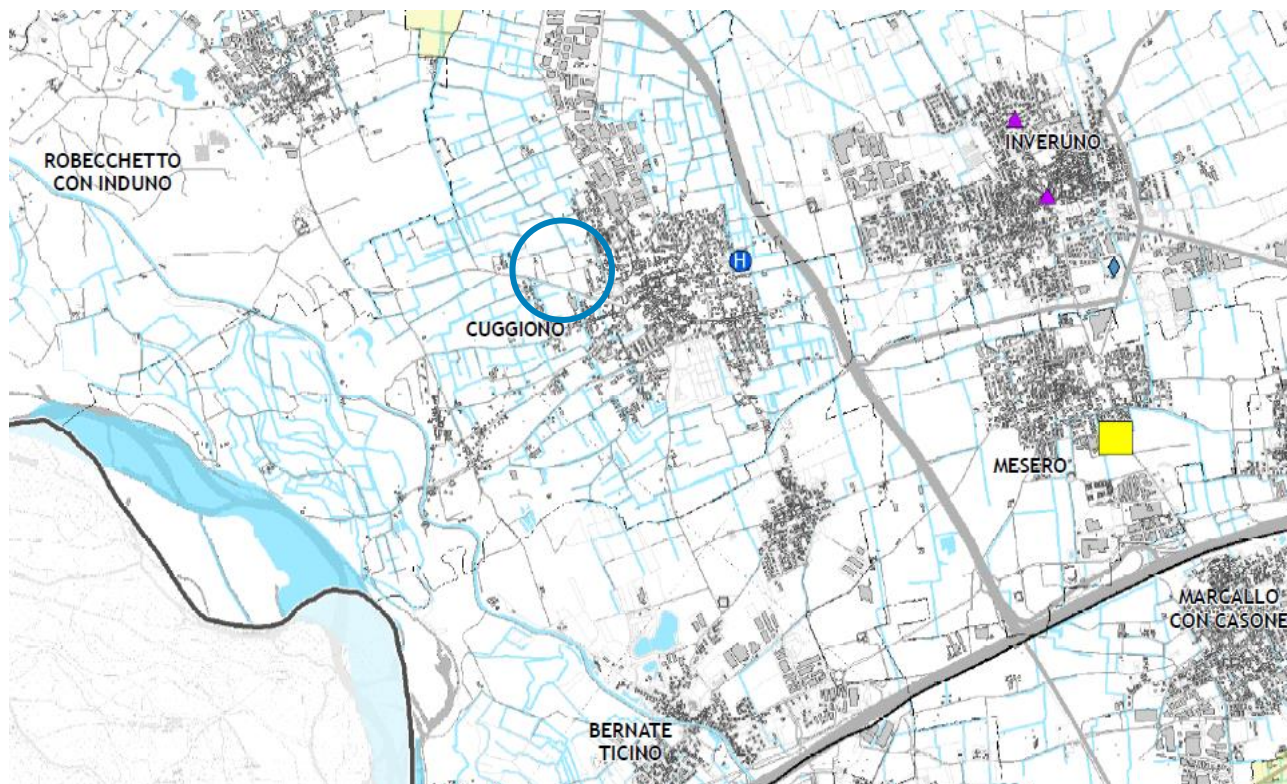 INVERUNO
ROBECCHETTO
CON INDUNO
H
CUGGIONO
MESERO
MARCALLO
CON CASONE
BERNATE
TICINO